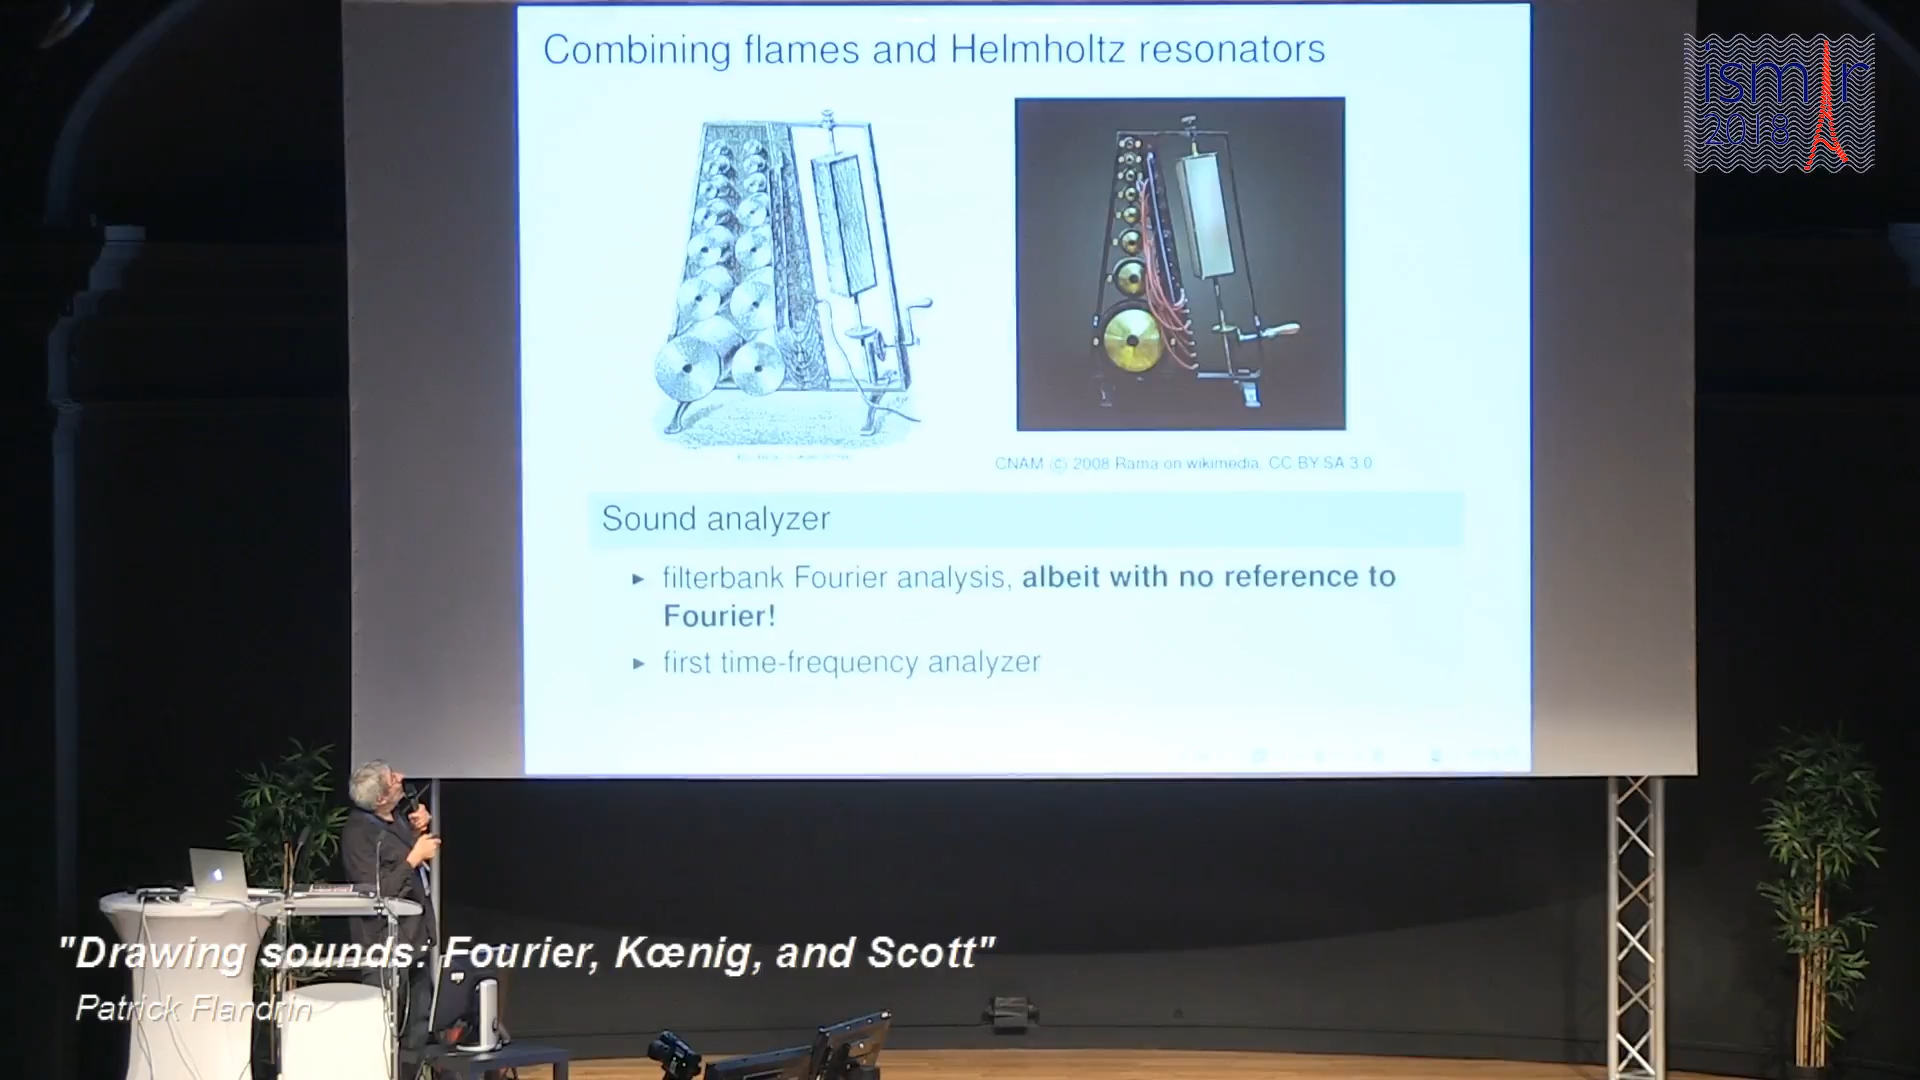 Combining flames and Helmholtz resonators
ismir
2018
CNAM (c) 2008 Rama on wikimedia, CC BY SA 3.0
Sound analyzer
filterbank Fourier analysis, albeit with no reference to
Fourier!
first time-frequency analyzer
"Drawing sounds: Fourier, Kœnig, and Scott"
Patrick Flandrin